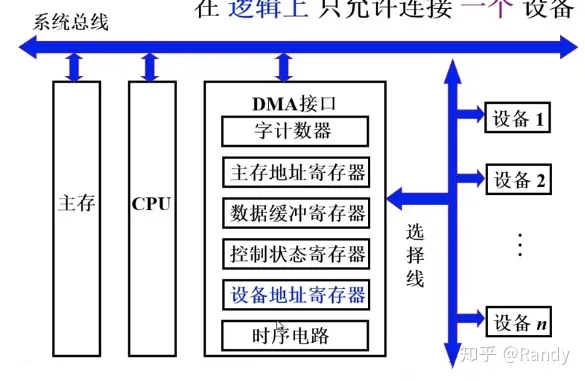 在 逻辑上 只允许连接 一个 设备
系统总线
主存
CPU
DMA接口
字计数器
主存地址寄存器
数据缓冲寄存器
控制状态寄存器
设备地址寄存器
时序电路
选择线
设备 1
设备 2
⋮
设备 n
知乎 @Randy